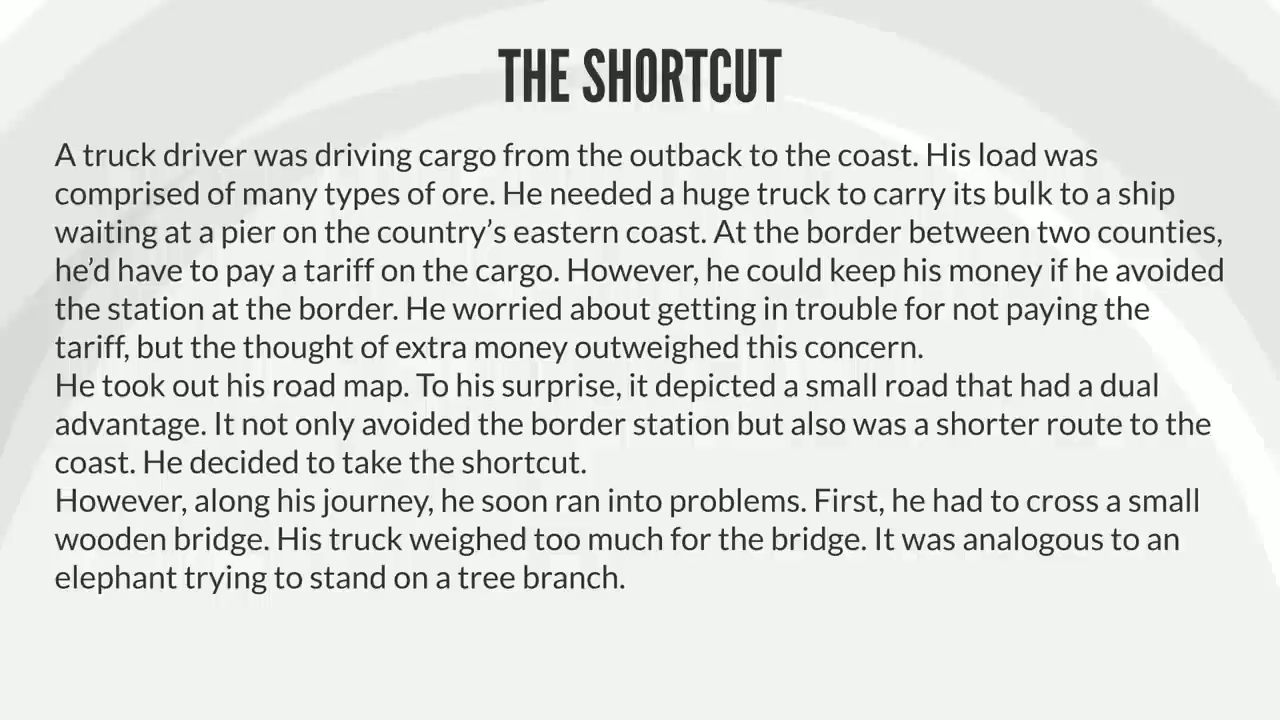 THE SHORTCUT
A truck driver was driving cargo from the outback to the coast. His load was
comprised of many types of ore. He needed a huge truck to carry its bulk to a ship
waiting at a pier on the country’s eastern coast. At the border between two counties,
he’d have to pay a tariff on the cargo. However, he could keep his money if he avoided
the station at the border. He worried about getting in trouble for not paying the
tariff, but the thought of extra money outweighed this concern.
He took out his road map. To his surprise, it depicted a small road that had a dual
advantage. It not only avoided the border station but also was a shorter route to the
coast. He decided to take the shortcut.
However, along his journey, he soon ran into problems. First, he had to cross a small
wooden bridge. His truck weighed too much for the bridge. It was analogous to an
elephant trying to stand on a tree branch.